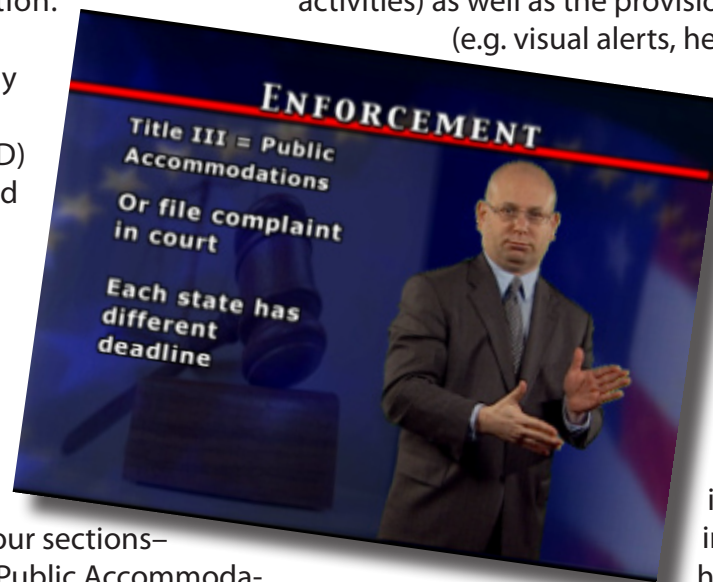 tion.
activities) as well as the provisio
(e.g. visual alerts, he
y
D)
d
ENFORCEMENT
Title III = Public
Accommodations
Or file complaint
in court
Each state has
different
deadline
our sections–
Public Accommoda-
i
i
h